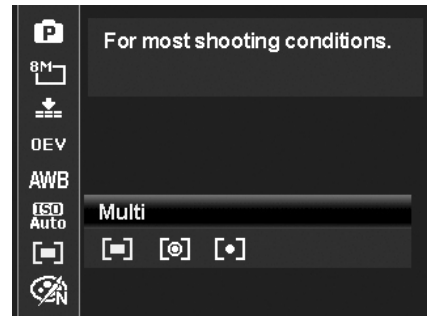 P
For most shooting conditions.
8M
0EV
AWB
ISO
Auto
Multi
N